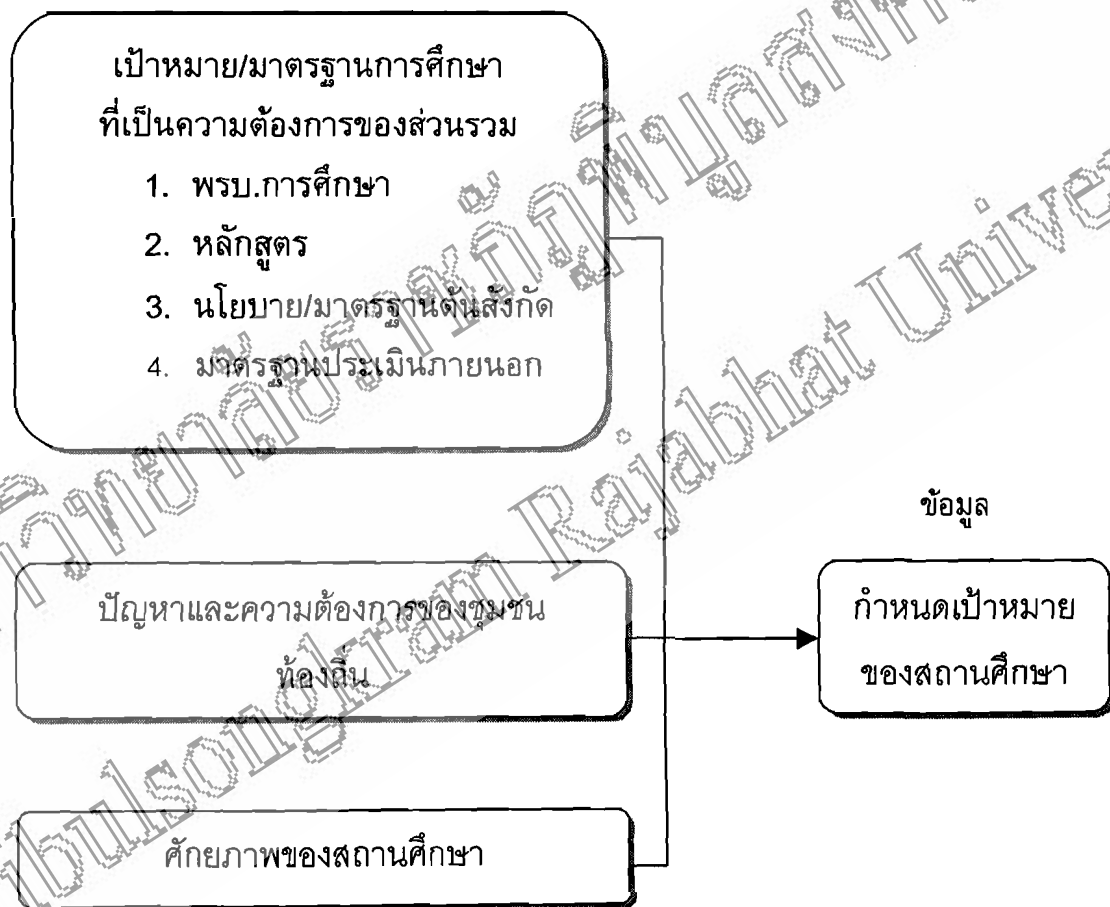 เป้าหมาย/มาตรฐานการศึกษา
ที่เป็นความต้องการของส่วนรวม
1. พรบ.การศึกษา
2. หลักสูตร
3. นโยบาย/มาตรฐานต้นสังกัด
4. มาตรฐานประเมินภายนอก
ปัญหาและความต้องการของชุมชน
ท้องถิ่น
ศักยภาพของสถานศึกษา
ข้อมูล
กำหนดเป้าหมาย
ของสถานศึกษา
Rajabhat